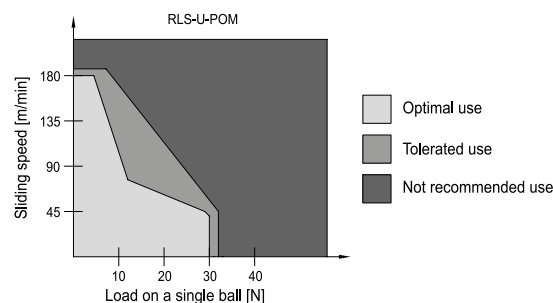 RLS-U-POM
Sliding speed [m/min]
180
135
90
45
10 20 30 40
Load on a single ball [N]
Optimal use
Tolerated use
Not recommended use